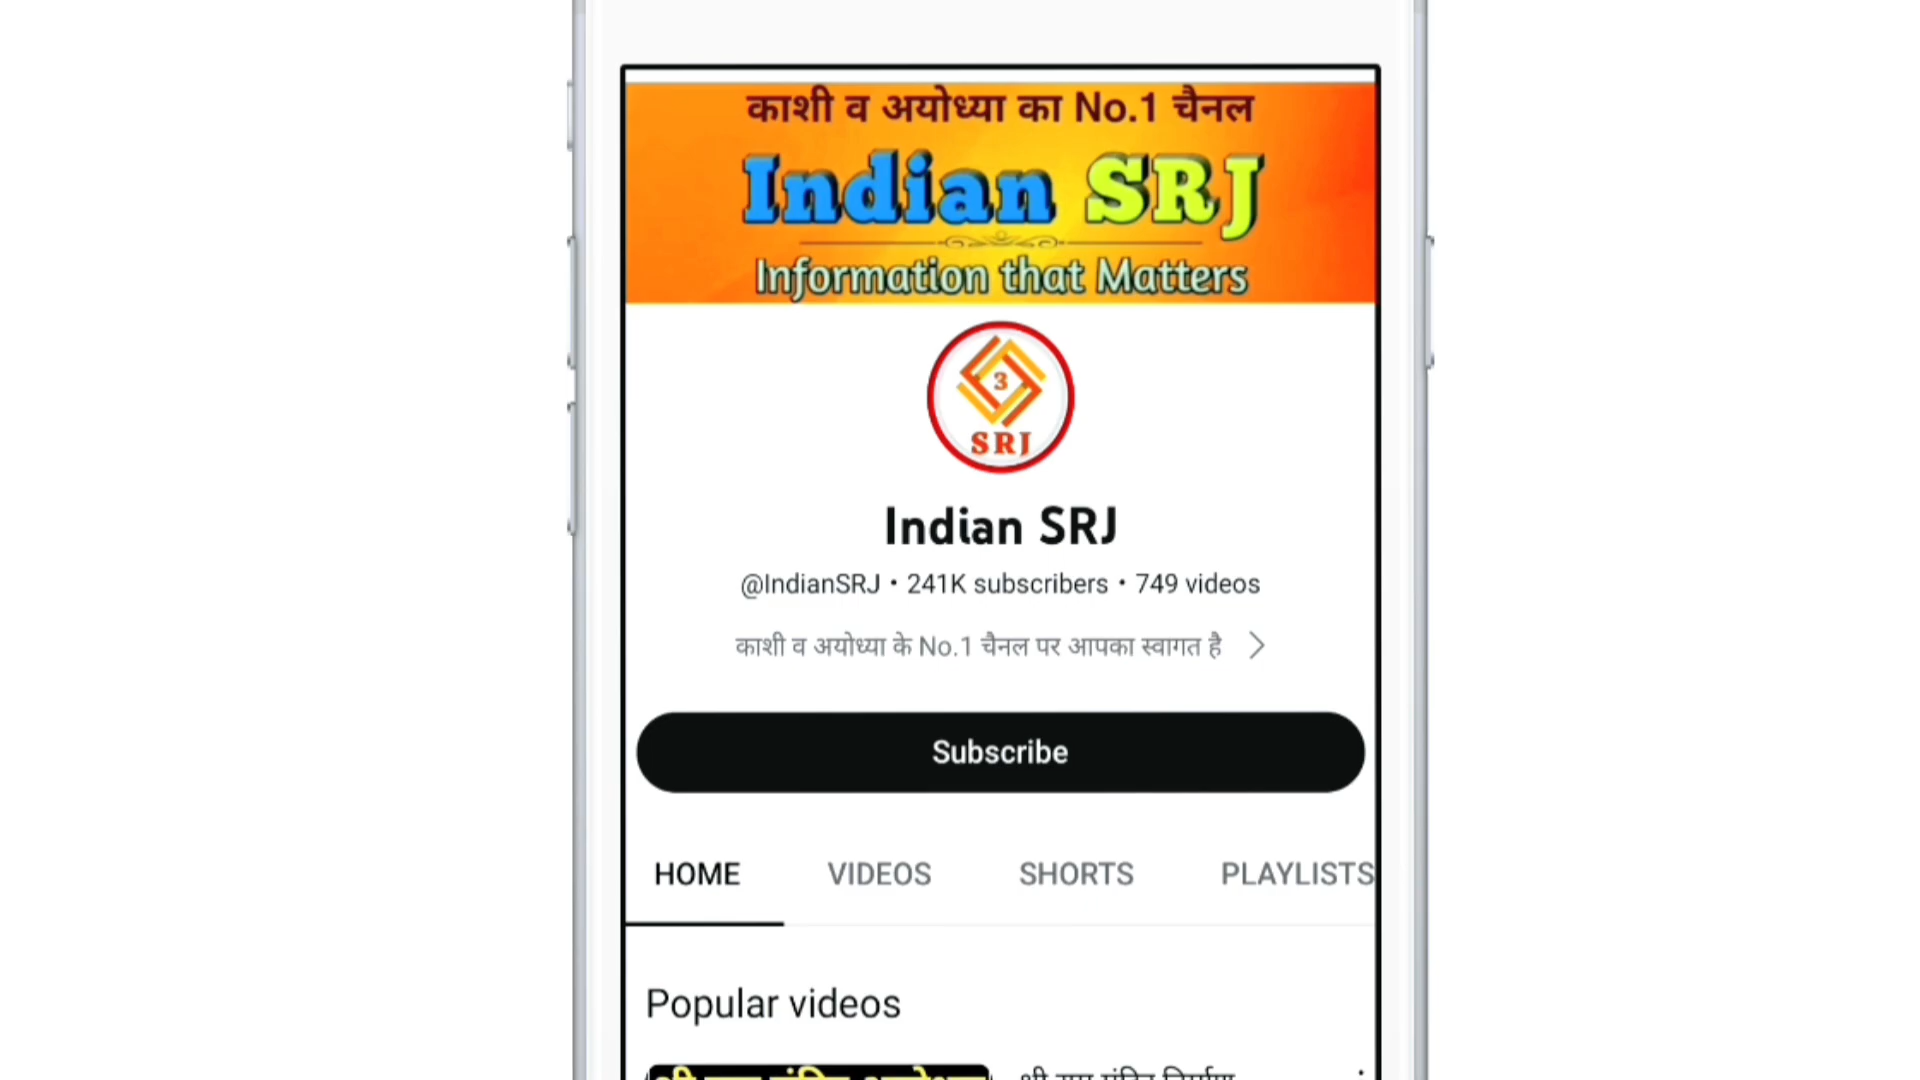 काशी व अयोध्या का No.1 चैनल
Indian SRJ
Information that Matters
3
SRJ
Indian SRJ
@IndianSRJ • 241K subscribers • 749 videos
काशी व अयोध्या के No.1 चैनल पर आपका स्वागत है
Subscribe
HOME VIDEOS SHORTS PLAYLISTS
Popular videos
श्री राम मंदिर निर्माण